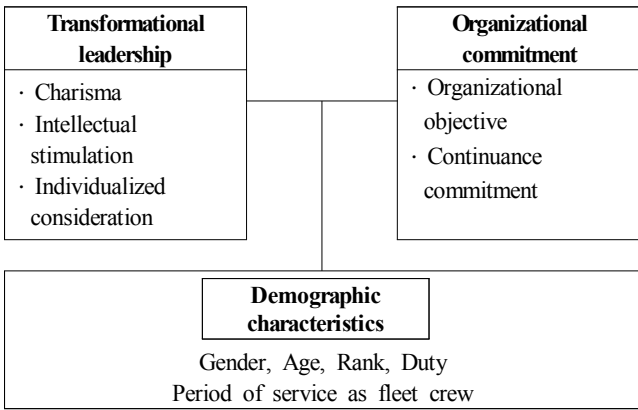 Transformational
leadership
· Charisma
· Intellectual
stimulation
· Individualized
consideration
Organizational
commitment
· Organizational
objective
· Continuance
commitment
Demographic
characteristics
Gender, Age, Rank, Duty
Period of service as fleet crew